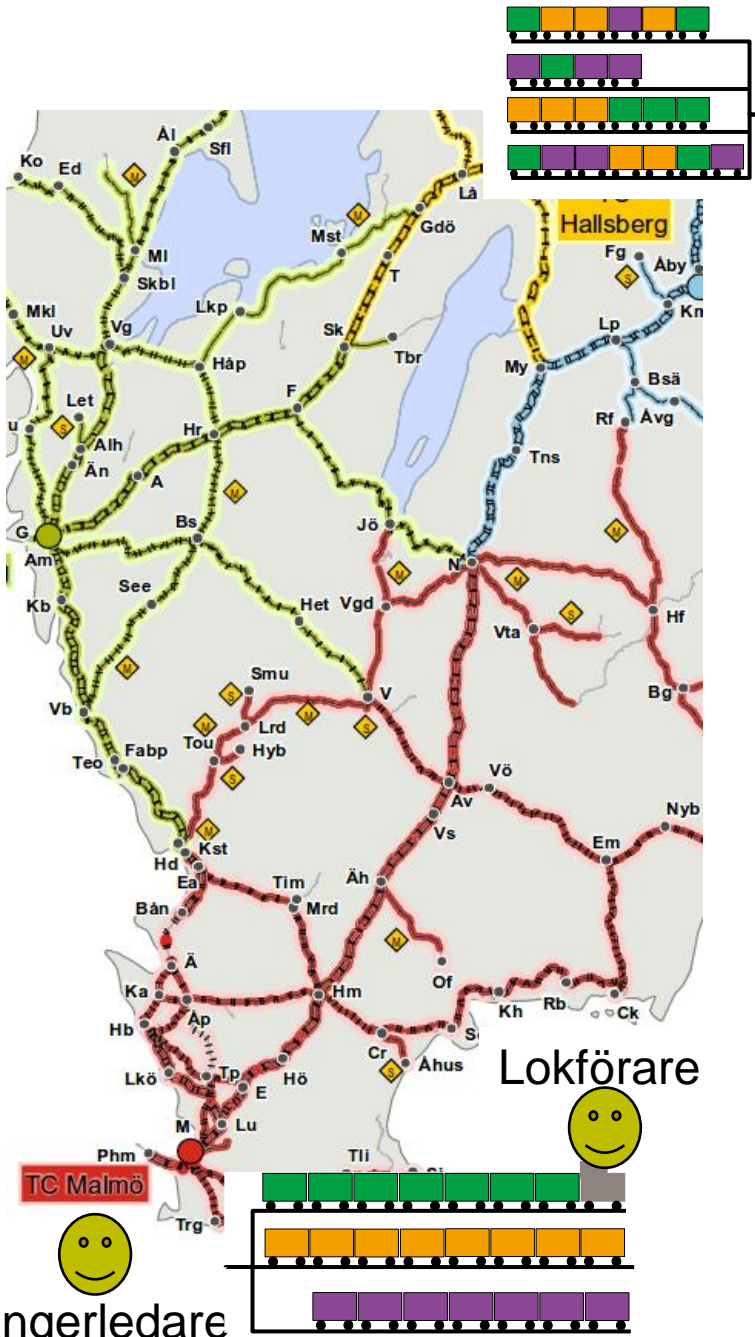 Hallsberg
Ål
Sfl
Ko
Ed
Lå
Gdö
Mst
Ml
Skbl
T
Fg
Åby
Km
Mkl
Uv
Vg
Lkp
Sk
Tbr
Lp
Håp
My
Bsä
Let
F
Rf
Åvg
u
Alh
Hr
Än
A
Tns
G
Am
Bs
Jö
N
Kb
See
Het
Vgd
Vta
Hf
Bg
Vb
Smu
V
Lrd
Tou
Hyb
Teo
Fabp
Av
Vö
Vs
Nyb
Hd
Kst
Em
Ea
Tim
Äh
Mrd
Bån
Ä
Of
Ka
Hm
Kh
Rb
Ck
Hb
Åp
Cr
Åhus
Lkö
Tp
Hö
E
Lokförare
M
Lu
Phm
TC Malmö
Tli
Trg
ngerledare
M
S